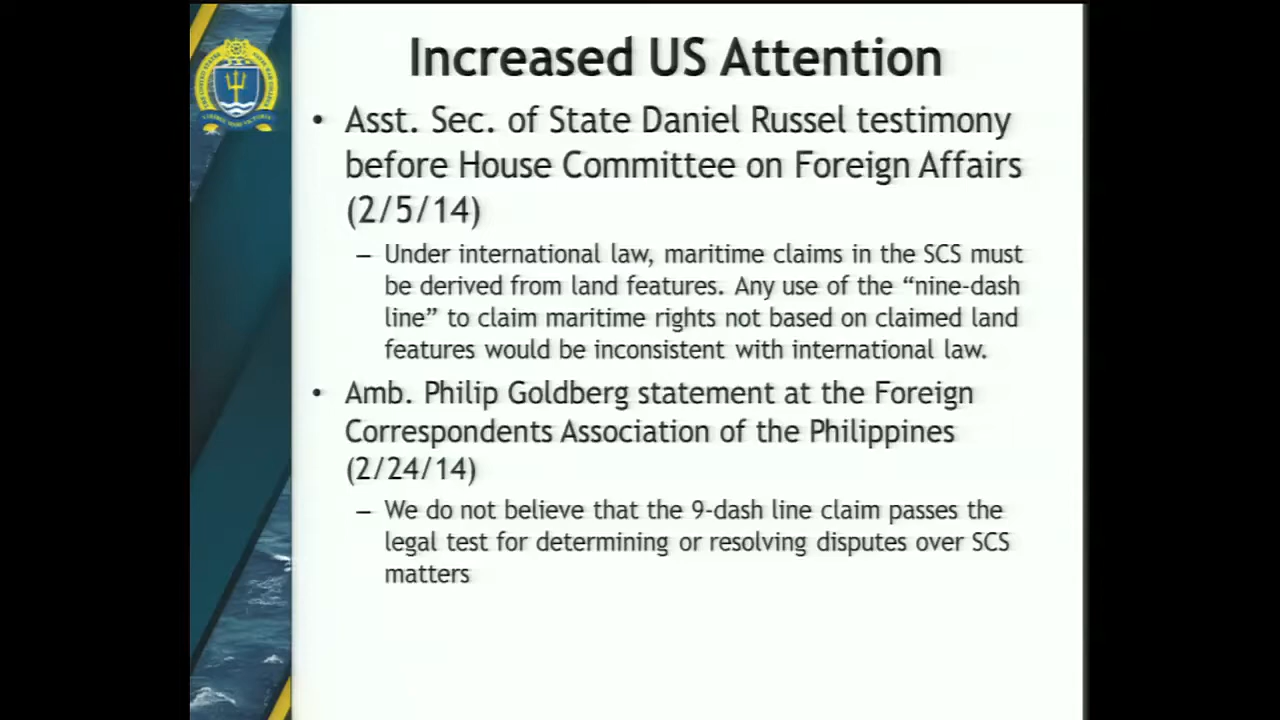 Increased US Attention
• Asst. Sec. of State Daniel Russel testimony
before House Committee on Foreign Affairs
(2/5/14)
– Under international law, maritime claims in the SCS must
be derived from land features. Any use of the “nine-dash
line” to claim maritime rights not based on claimed land
features would be inconsistent with international law.
• Amb. Philip Goldberg statement at the Foreign
Correspondents Association of the Philippines
(2/24/14)
– We do not believe that the 9-dash line claim passes the
legal test for determining or resolving disputes over SCS
matters